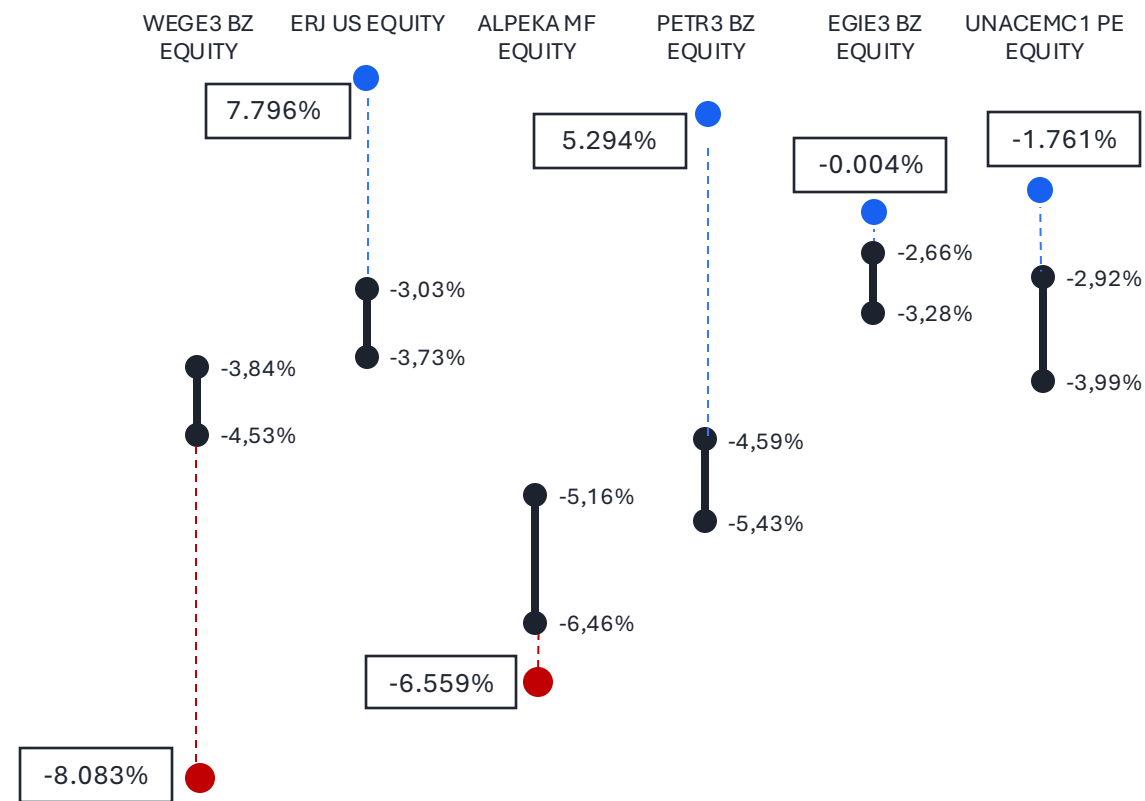 WEGE3 BZ
EQUITY
ERJ US EQUITY
ALPEKA MF
EQUITY
PETR3 BZ
EQUITY
EGIE3 BZ
EQUITY
UNACEMC1 PE
EQUITY
7.796%
5.294%
-0.004%
-1.761%
-2,66%
-2,92%
-3,03%
-3,28%
-3,73%
-3,84%
-3,99%
-4,53%
-4,59%
-5,16%
-5,43%
-6,46%
-6.559%
-8.083%